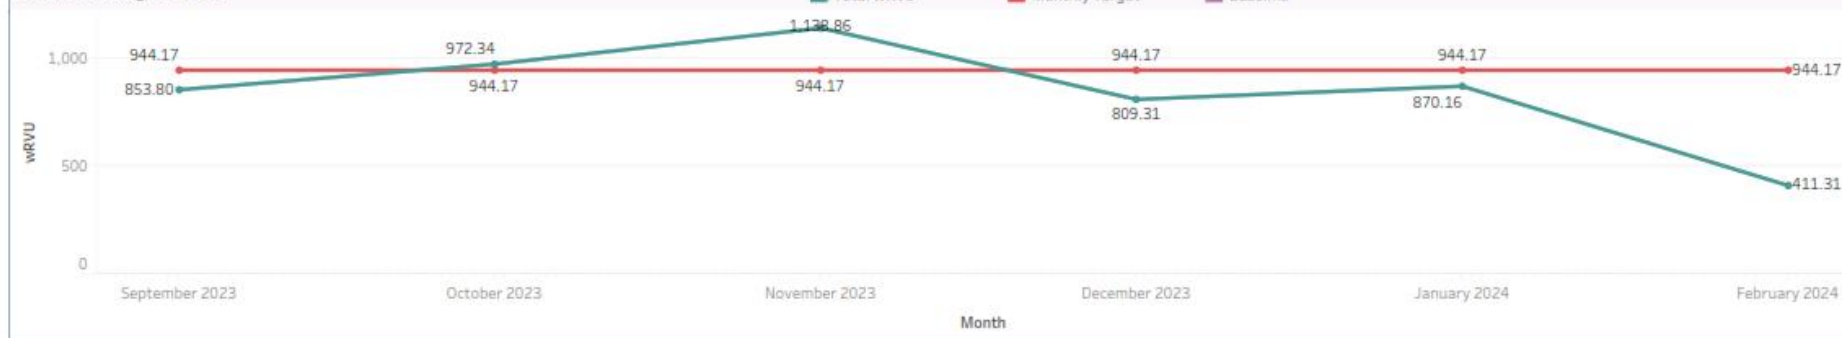 1,138.86
944.17 972.34 944.17 944.17
1,000
944.17
853.80 944.17 944.17
870.16
809.31
wRVU
500
411.31
0
September 2023 October 2023 November 2023 December 2023 January 2024 February 2024
Month